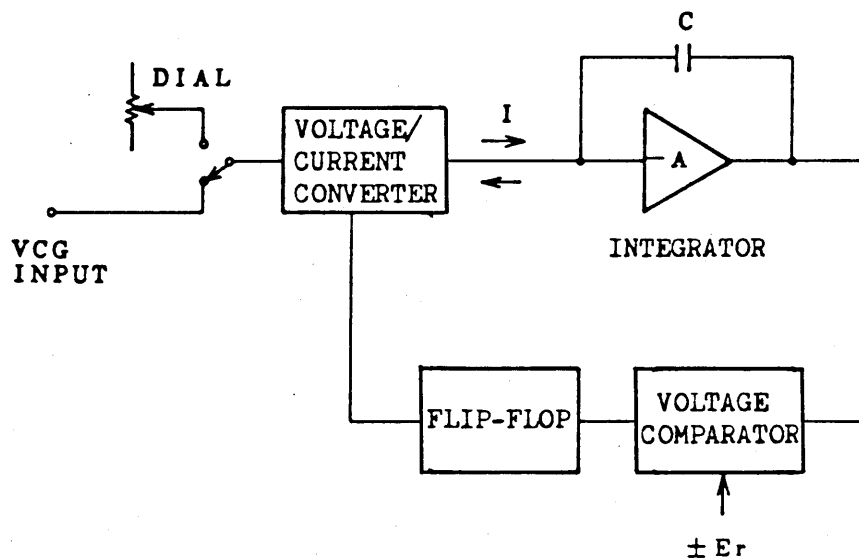 C
DIAL
I
VOLTAGE/
CURRENT
CONVERTER
A
VCG
INPUT
INTEGRATOR
FLIP-FLOP
VOLTAGE
COMPARATOR
±Er